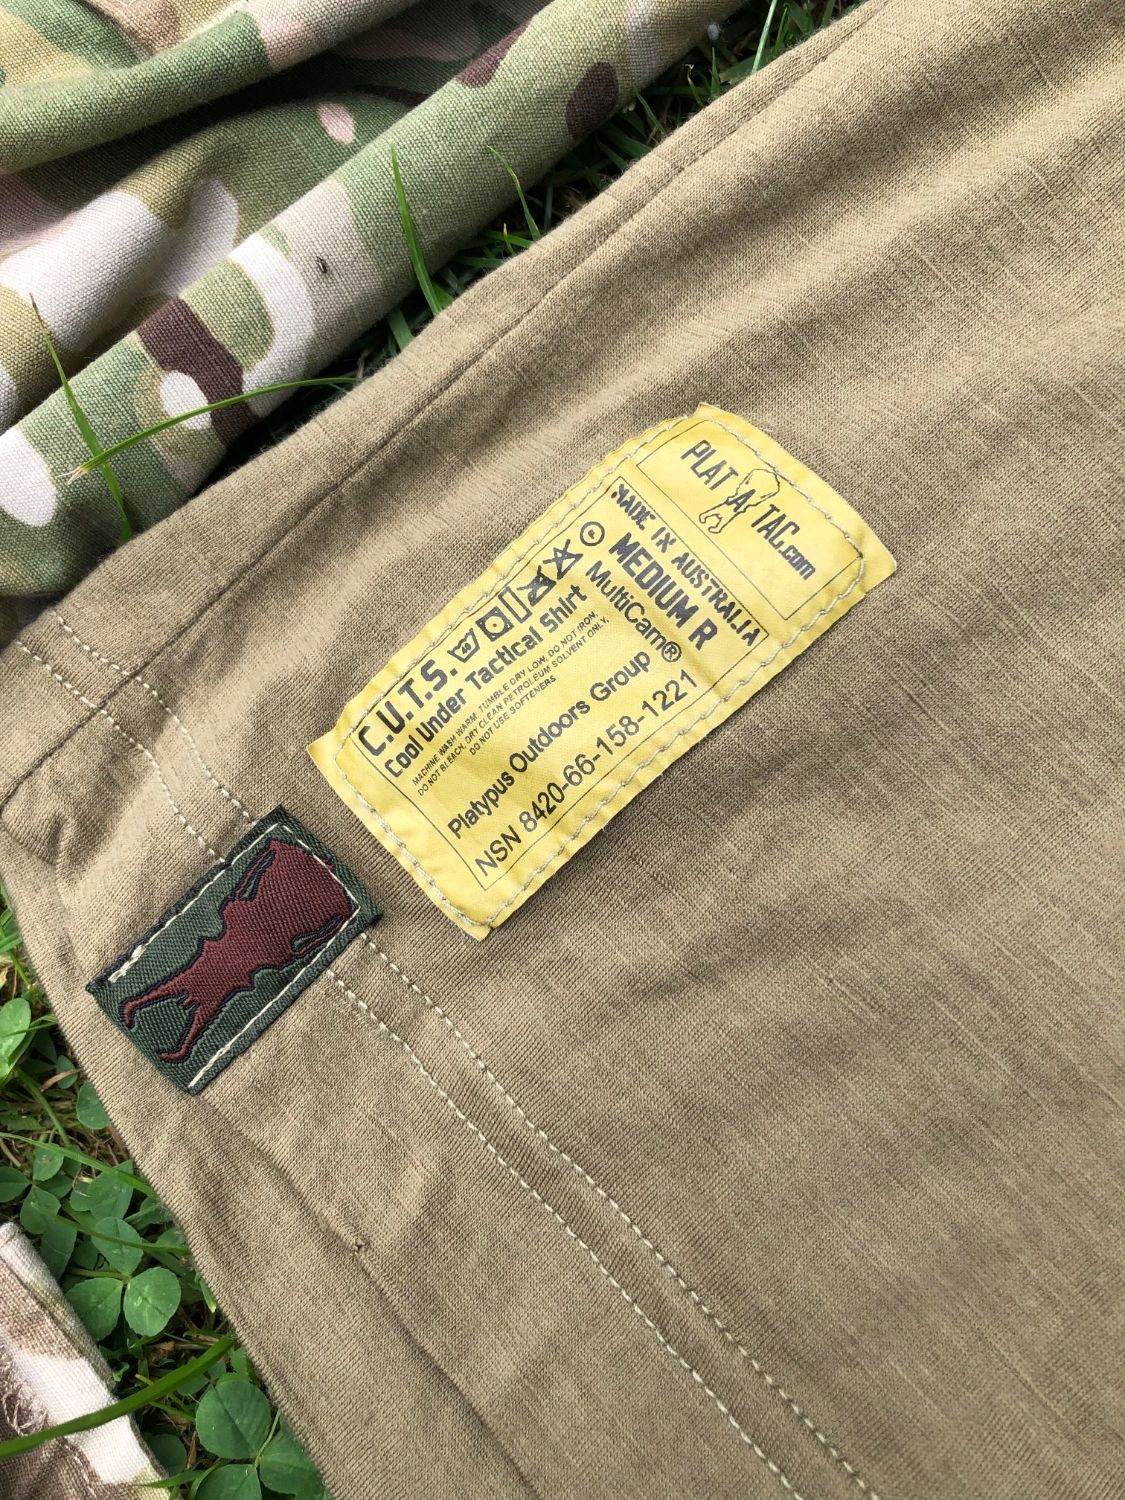 PLATATAC.com
MADE IN AUSTRALIA
MEDIUM R
C.U.T.S.
Cool Under Tactical Shirt
MultiCam®
MACHINE WASH WARM, TUMBLE DRY LOW, DO NOT IRON,
DO NOT BLEACH, DRY CLEAN PETROLEUM SOLVENT ONLY.
DO NOT USE SOFTENERS
Platypus Outdoors Group
NSN 8420-66-158-1221